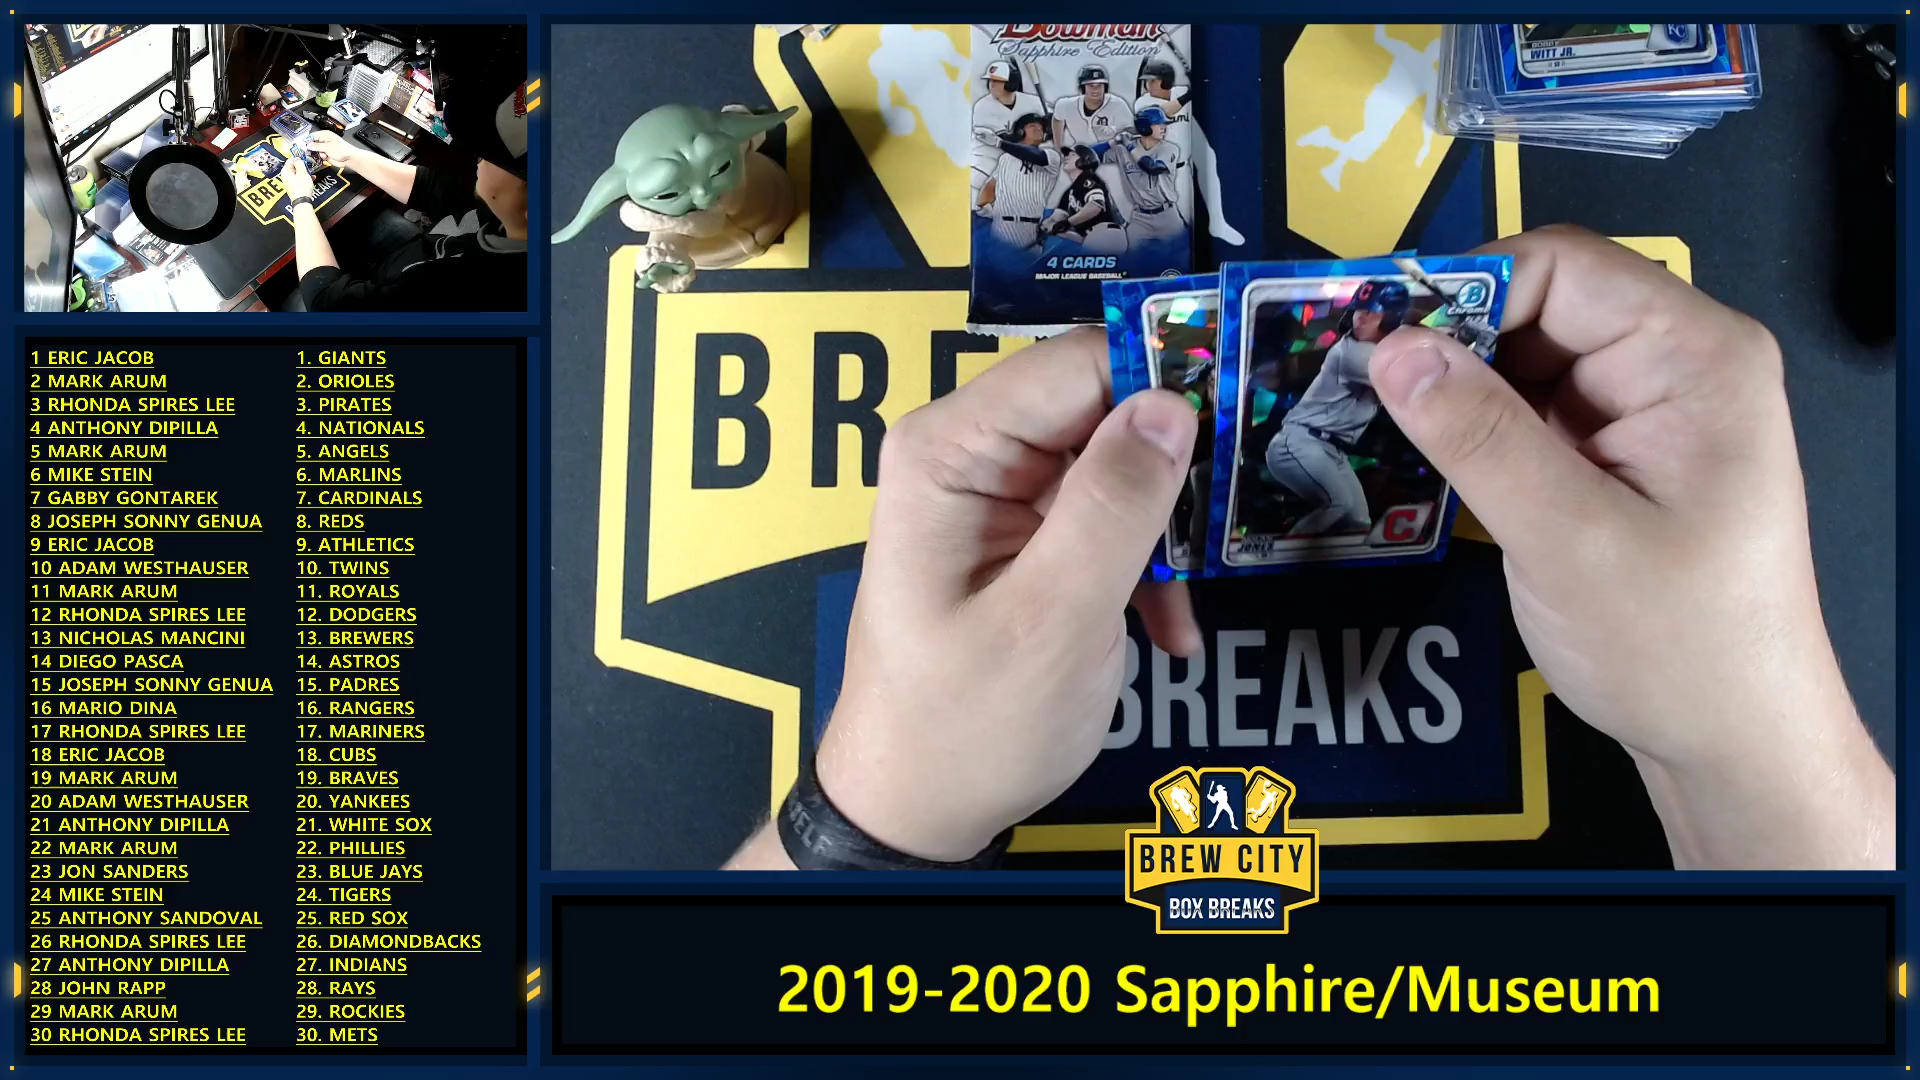 Bowman
Sapphire Edition
4 CARDS
MAJOR LEAGUE BASEBALL
BOBBY
WITT JR.
KC
B
Chrome
C
C
JONES
BRE
BREAKS
BRE
BREAKS
1 ERIC JACOB 1. GIANTS
2 MARK ARUM 2. ORIOLES
3 RHONDA SPIRES LEE 3. PIRATES
4 ANTHONY DIPILLA 4. NATIONALS
5 MARK ARUM 5. ANGELS
6 MIKE STEIN 6. MARLINS
7 GABBY GONTAREK 7. CARDINALS
8 JOSEPH SONNY GENUA 8. REDS
9 ERIC JACOB 9. ATHLETICS
10 ADAM WESTHAUSER 10. TWINS
11 MARK ARUM 11. ROYALS
12 RHONDA SPIRES LEE 12. DODGERS
13 NICHOLAS MANCINI 13. BREWERS
14 DIEGO PASCA 14. ASTROS
15 JOSEPH SONNY GENUA 15. PADRES
16 MARIO DINA 16. RANGERS
17 RHONDA SPIRES LEE 17. MARINERS
18 ERIC JACOB 18. CUBS
19 MARK ARUM 19. BRAVES
20 ADAM WESTHAUSER 20. YANKEES
21 ANTHONY DIPILLA 21. WHITE SOX
22 MARK ARUM 22. PHILLIES
23 JON SANDERS 23. BLUE JAYS
24 MIKE STEIN 24. TIGERS
25 ANTHONY SANDOVAL 25. RED SOX
26 RHONDA SPIRES LEE 26. DIAMONDBACKS
27 ANTHONY DIPILLA 27. INDIANS
28 JOHN RAPP 28. RAYS
29 MARK ARUM 29. ROCKIES
30 RHONDA SPIRES LEE 30. METS
BREW CITY
BOX BREAKS
2019-2020 Sapphire/Museum